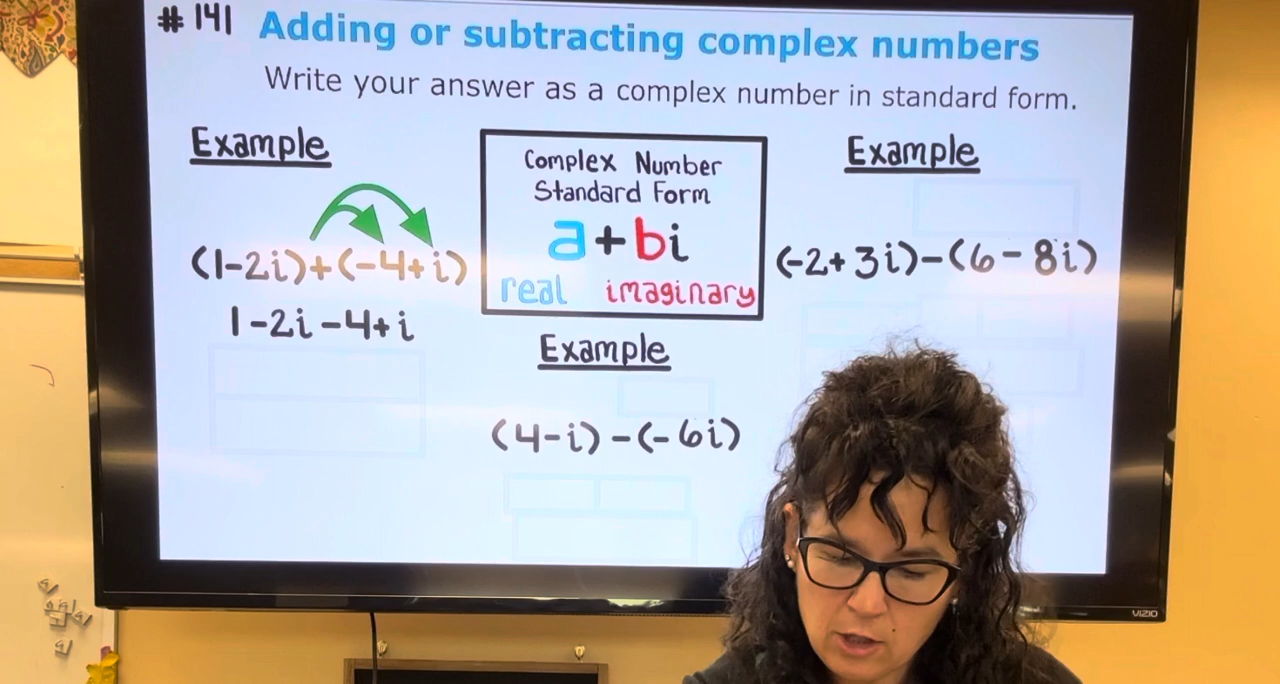 # 141 Adding or subtracting complex numbers
Write your answer as a complex number in standard form.
Example
(1-2i)+(-4+i)
1-2i-4+i
Complex Number
Standard Form
a+bi
real imaginary
Example
(4-i)-(-6i)
Example
(-2+3i)-(6-8i)
VIZIO